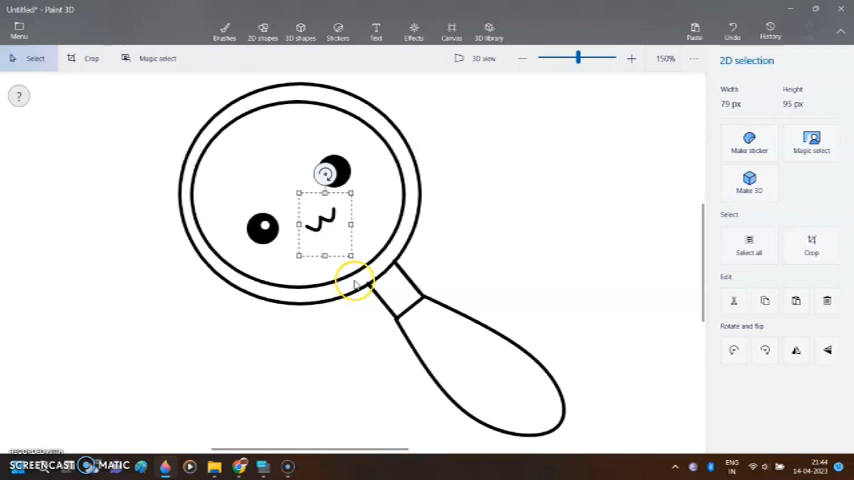 Untitled* - Paint 3D
Menu
Brushes
2D shapes
3D shapes
Stickers
Text
Effects
Canvas
3D library
Paste
Undo
History
Select
Crop
Magic select
3D view
150%
2D selection
?
Width
Height
79 px
95 px
Make sticker
Magic select
Make 3D
Select
Select all
Crop
Edit
Rotate and flip
RECORDED WITH
SCREENCAST MATIC
ENG
IN
21:44
14-04-2023